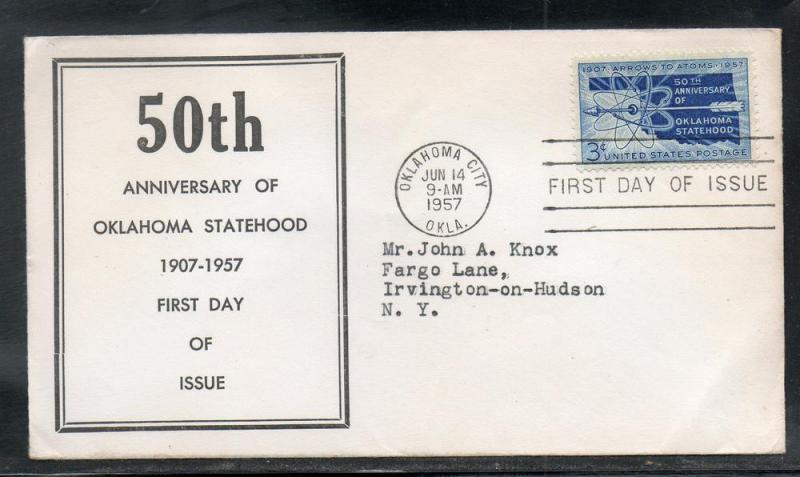 50th
ANNIVERSARY OF
OKLAHOMA STATEHOOD
1907-1957
FIRST DAY
OF
ISSUE
1907·ARROWS TO ATOMS·1957
50TH
ANNIVERSARY
OF
OKLAHOMA
STATEHOOD
3¢ UNITED STATES POSTAGE
OKLAHOMA CITY
JUN 14
9-AM
1957
OKLA.
FIRST DAY OF ISSUE
Mr.John A. Knox
Fargo Lane,
Irvington-on-Hudson
N. Y.